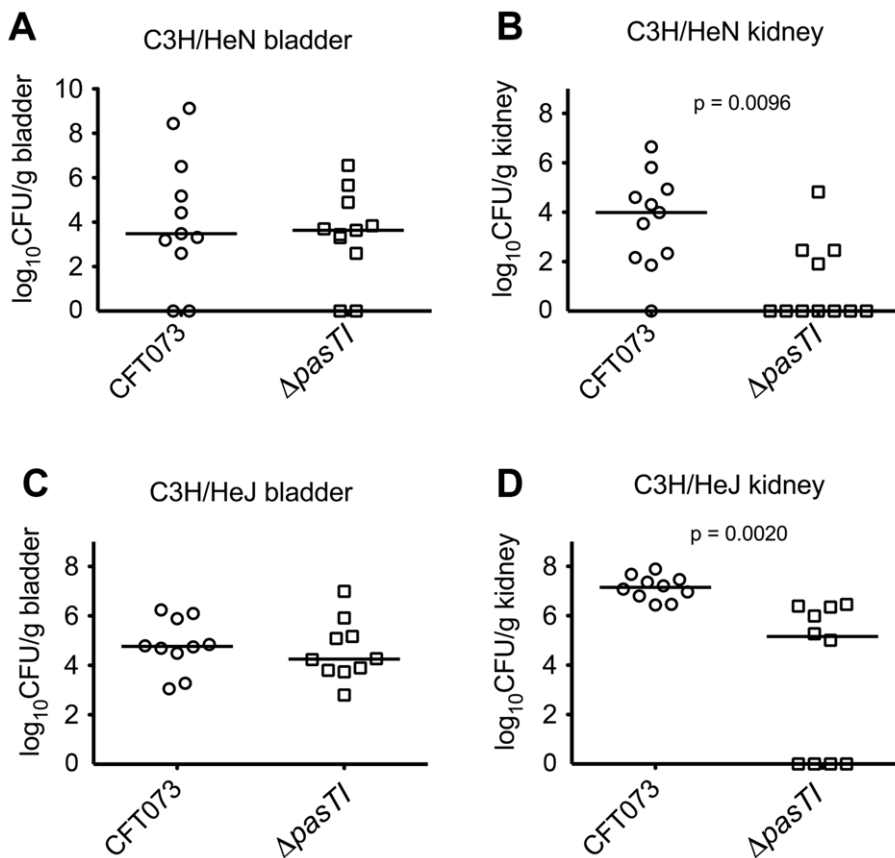 A
C3H/HeN bladder
log₁₀CFU/g bladder
10
8
6
4
2
0
CFT073
ΔpasTI
B
C3H/HeN kidney
p = 0.0096
log₁₀CFU/g kidney
8
6
4
2
0
CFT073
ΔpasTI
C
C3H/HeJ bladder
log₁₀CFU/g bladder
8
6
4
2
0
CFT073
ΔpasTI
D
C3H/HeJ kidney
p = 0.0020
log₁₀CFU/g kidney
8
6
4
2
0
CFT073
ΔpasTI